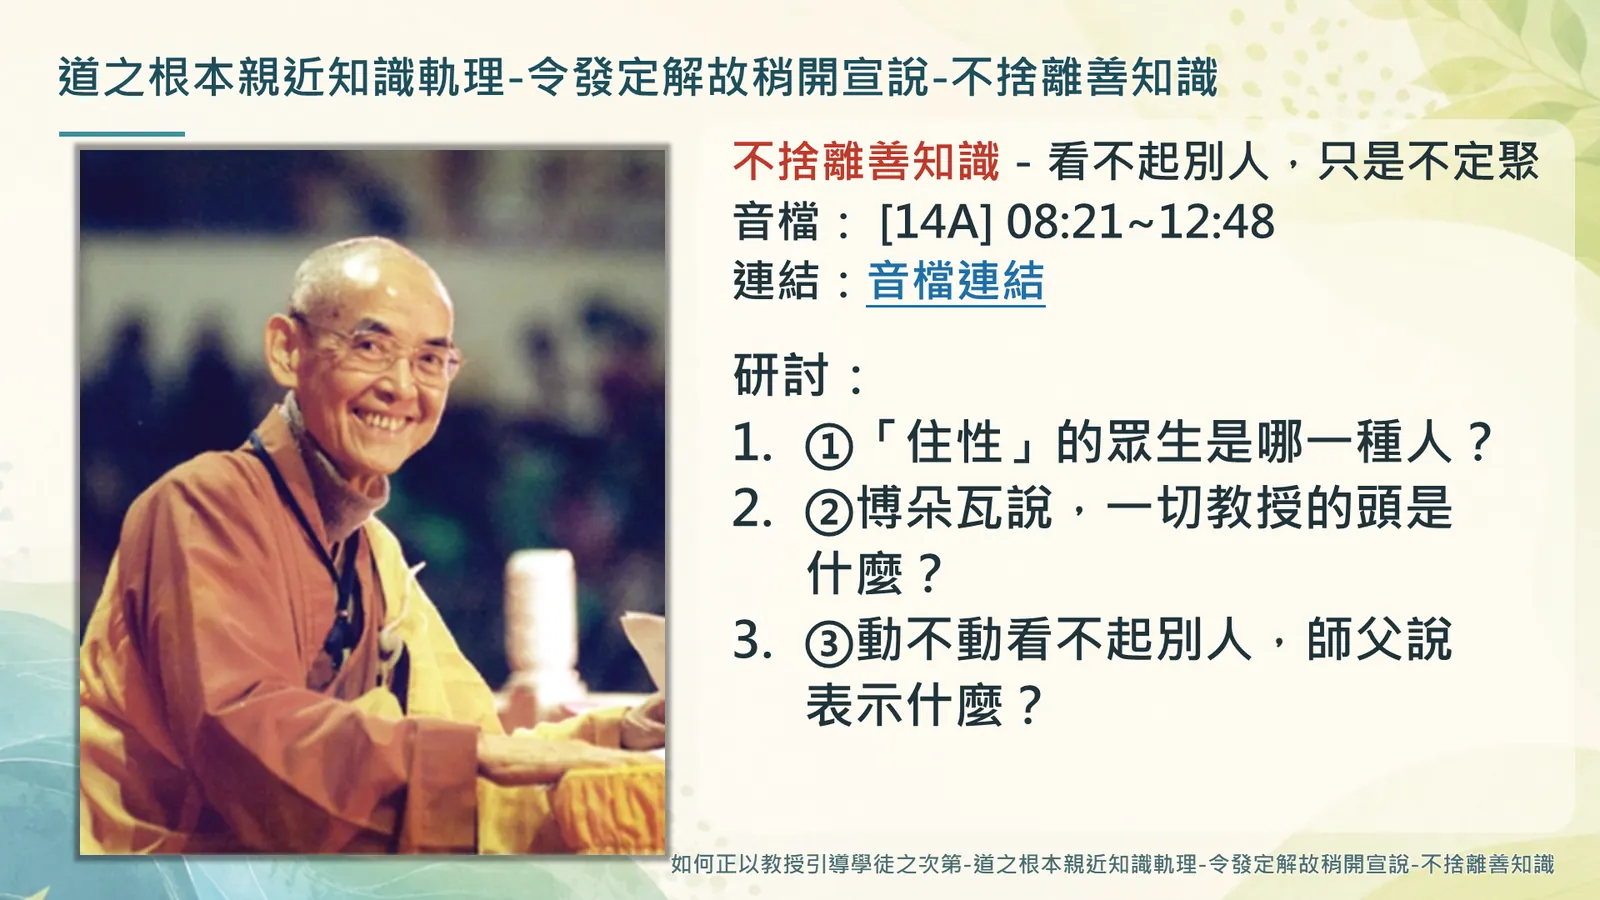 道之根本親近知識軌理-令發定解故稍開宣說-不捨離善知識
不捨離善知識 - 看不起別人，只是不定聚
音檔： [14A] 08:21~12:48
連結：音檔連結
研討：
1. ①「住性」的眾生是哪一種人？
2. ②博朵瓦說，一切教授的頭是
什麼？
3. ③動不動看不起別人，師父說
表示什麼？
如何正以教授引導學徒之次第-道之根本親近知識軌理-令發定解故稍開宣說-不捨離善知識